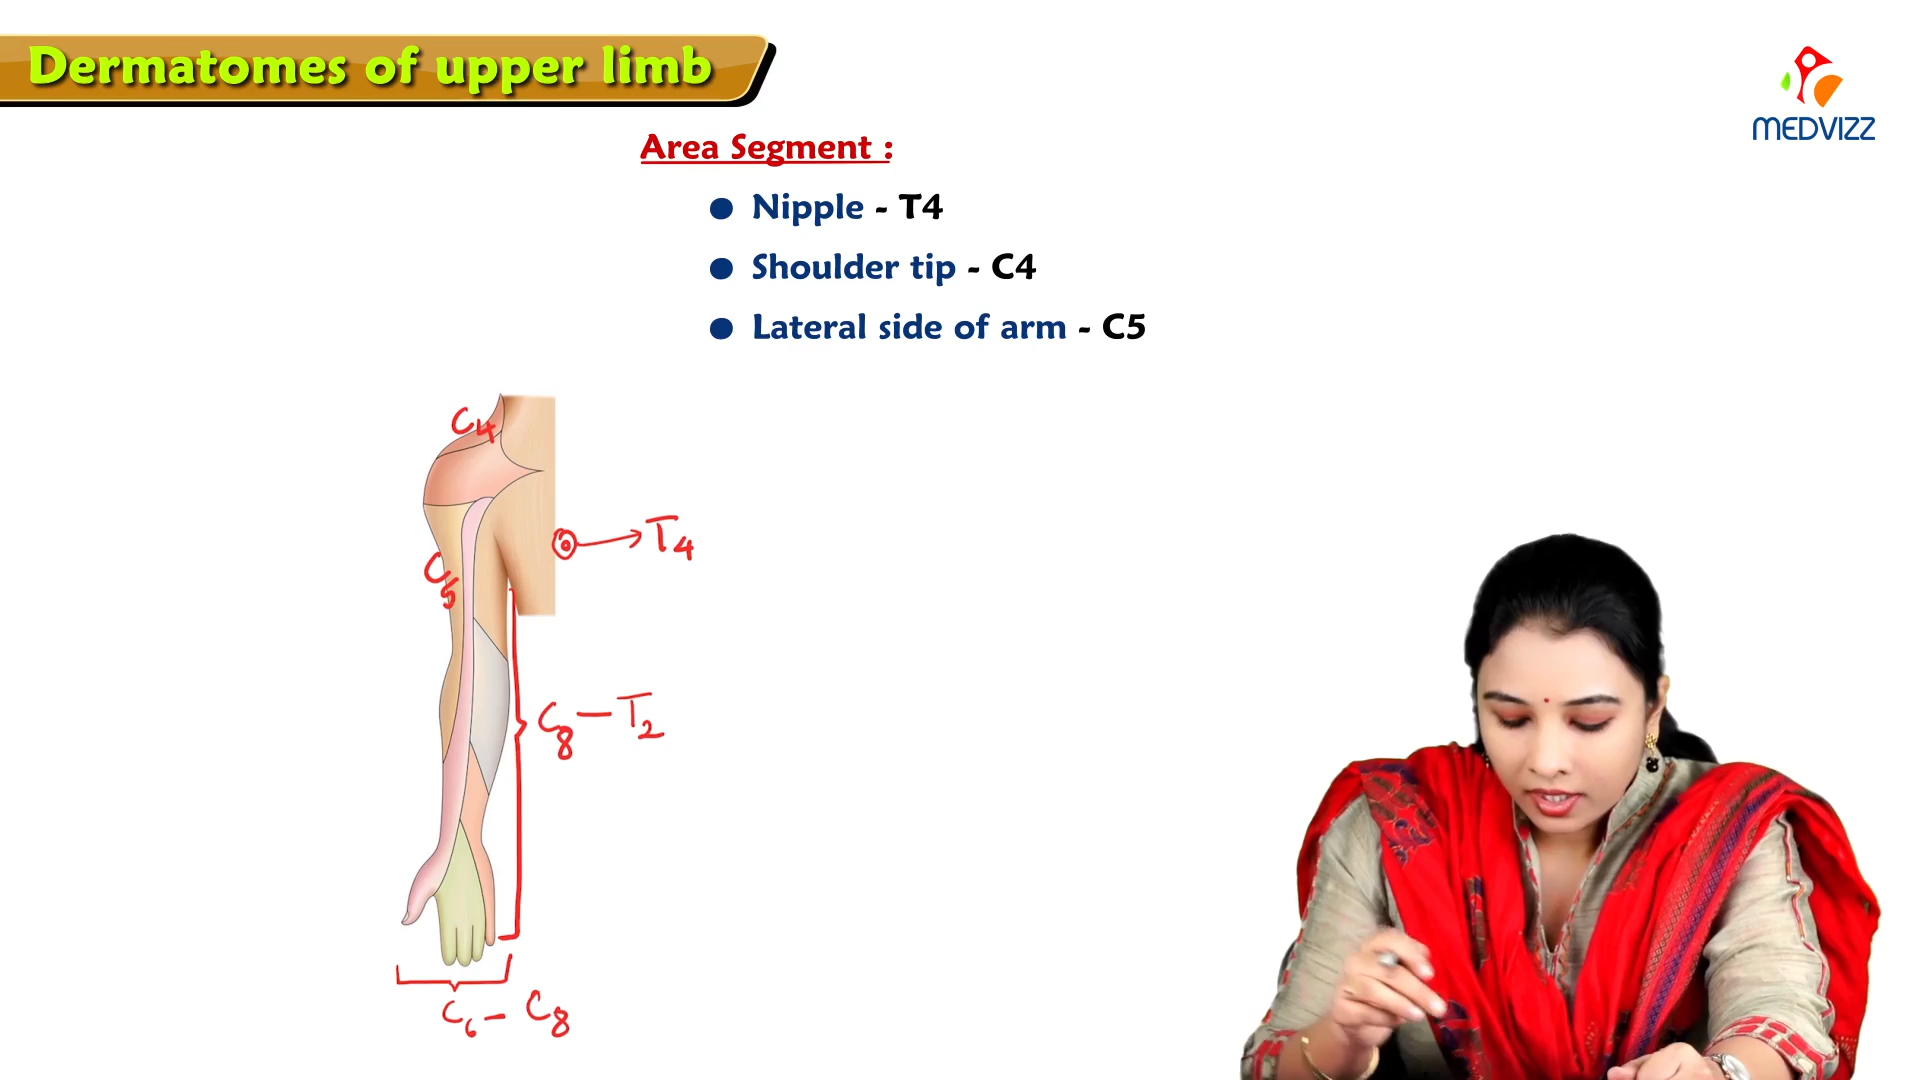 Dermatomes of upper limb
MEDVIZZ
Area Segment :
Nipple - T4
Shoulder tip - C4
Lateral side of arm - C5
C4
T4
C5
C8 - T2
C6 - C8